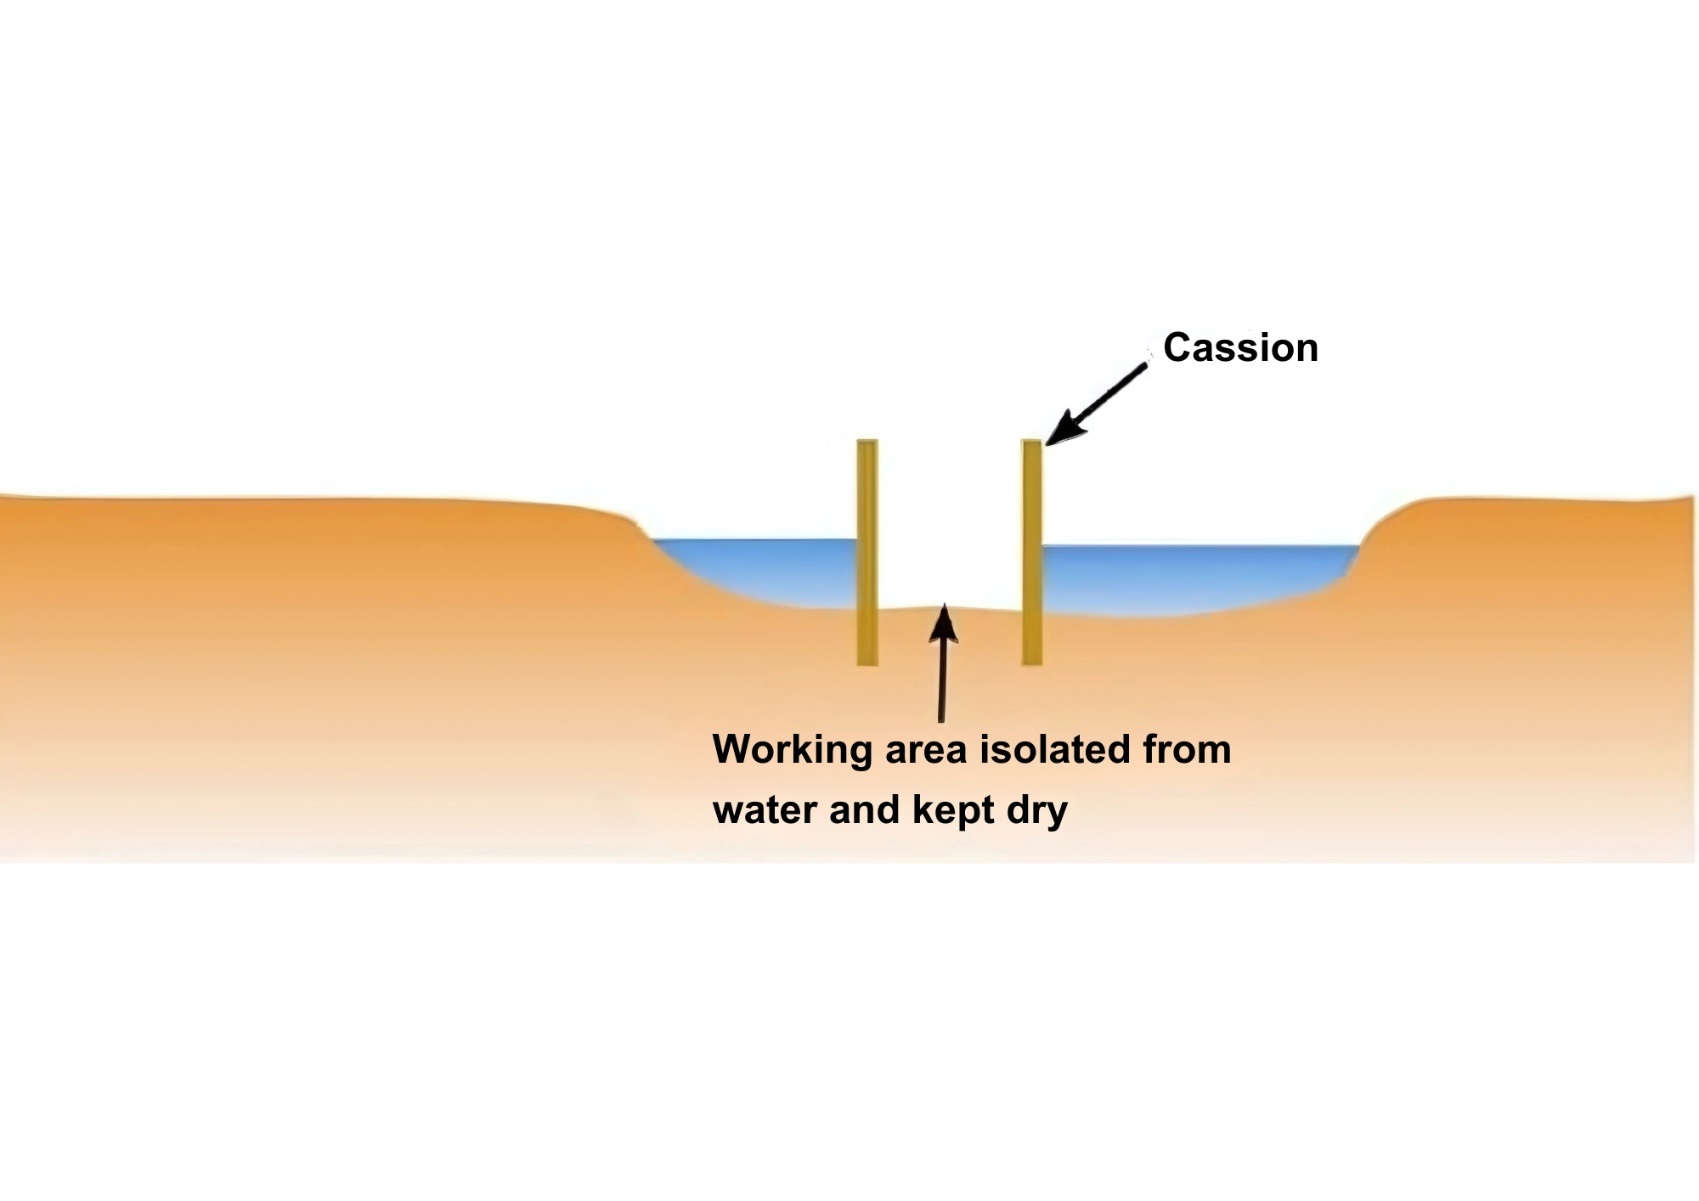 Cassion
Working area isolated from
water and kept dry